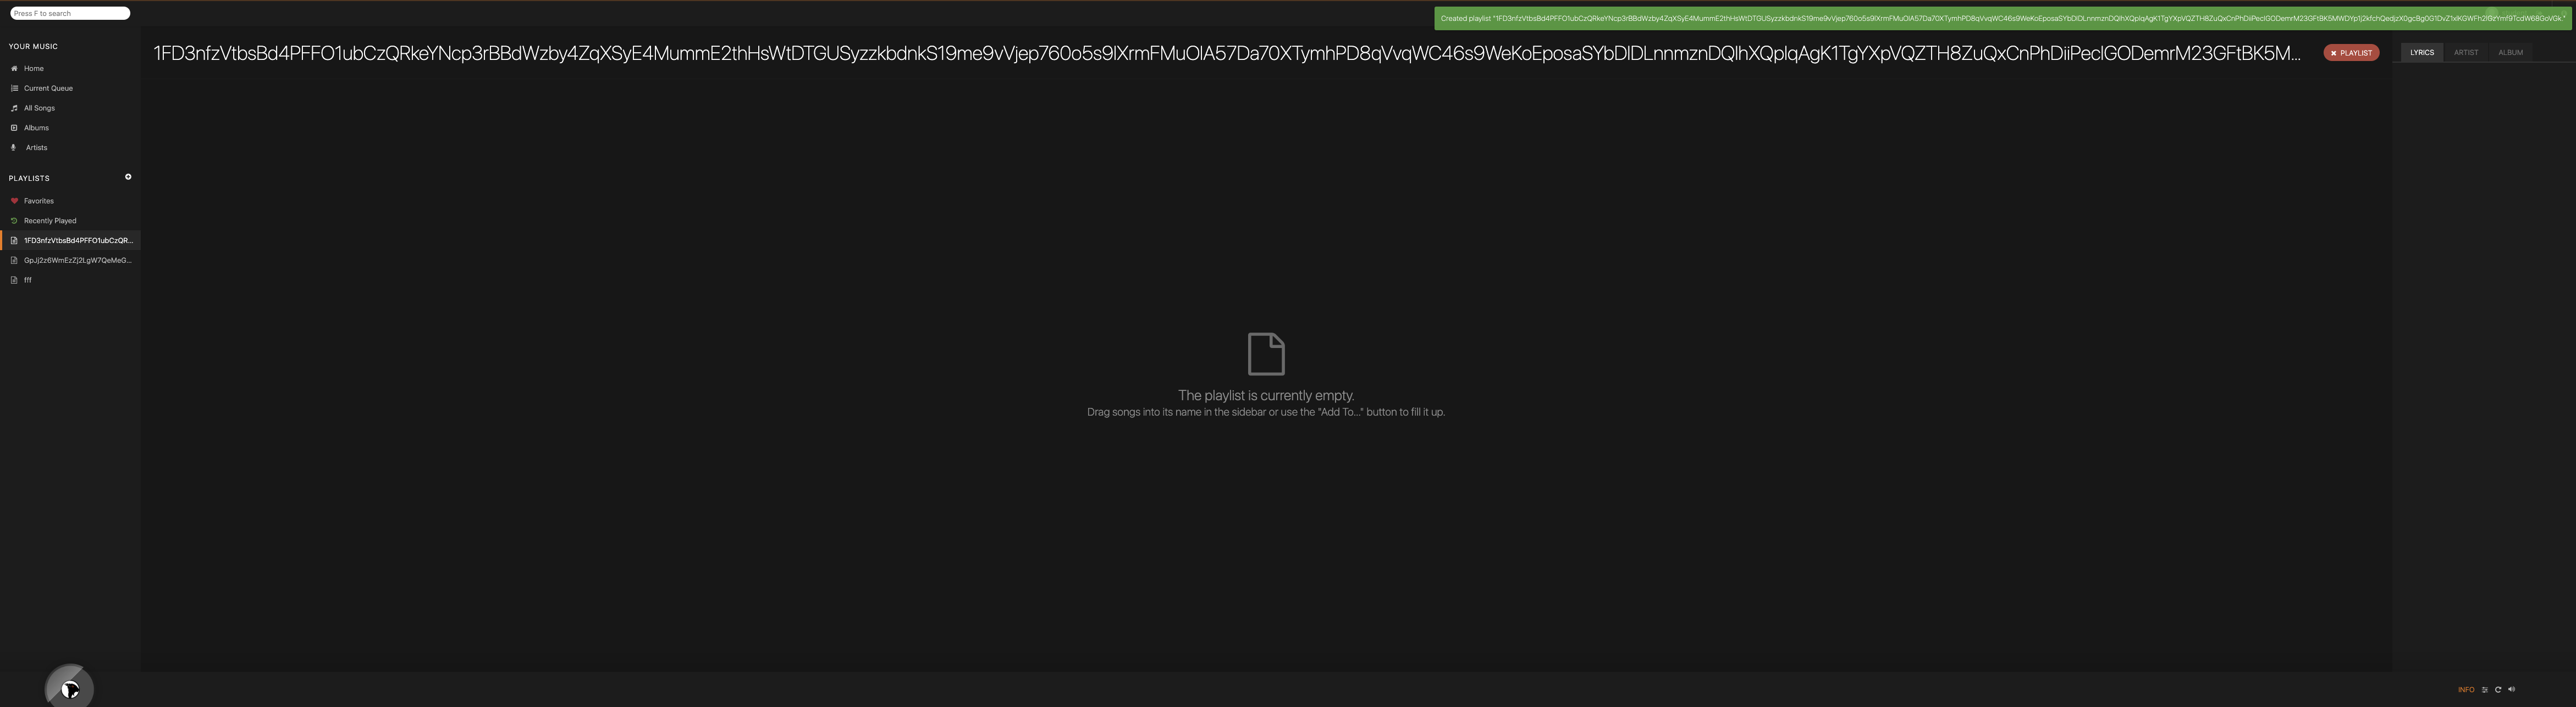 Press F to search
Created playlist "1FD3nfzVtbsBd4PFFO1ubCzQRkeYNcp3rBBdWzby4ZqXSyE4MummE2thHsWtDTGUSyzzkbdnkS19me9vVjep760o5s9lXrmFMuOlA57Da70XTymhPD8qVvqWC46s9WeKoEposaSYbDlDLnnmznDQlhXQplqAgK1TgYXpVQZTH8ZuQxCnPhDiiPeclGODemrM23GFtBK5MWDYp1j2kfchQedjzX0gcBg0G1DvZ1xlKGWFh2lGzYmf9TcdW68GoVGk."
YOUR MUSIC
Home
Current Queue
All Songs
Albums
Artists
PLAYLISTS
Favorites
Recently Played
1FD3nfzVtbsBd4PFFO1ubCzQR...
GpJj2z6WmEzZj2LgW7QeMeG...
fff
1FD3nfzVtbsBd4PFFO1ubCzQRkeYNcp3rBBdWzby4ZqXSyE4MummE2thHsWtDTGUSyzzkbdnkS19me9vVjep760o5s9lXrmFMuOlA57Da70XTymhPD8qVvqWC46s9WeKoEposaSYbDlDLnnmznDQlhXQplqAgK1TgYXpVQZTH8ZuQxCnPhDiiPeclGODemrM23GFtBK5M...
PLAYLIST
LYRICS
ARTIST
ALBUM
The playlist is currently empty.
Drag songs into its name in the sidebar or use the "Add To..." button to fill it up.
INFO